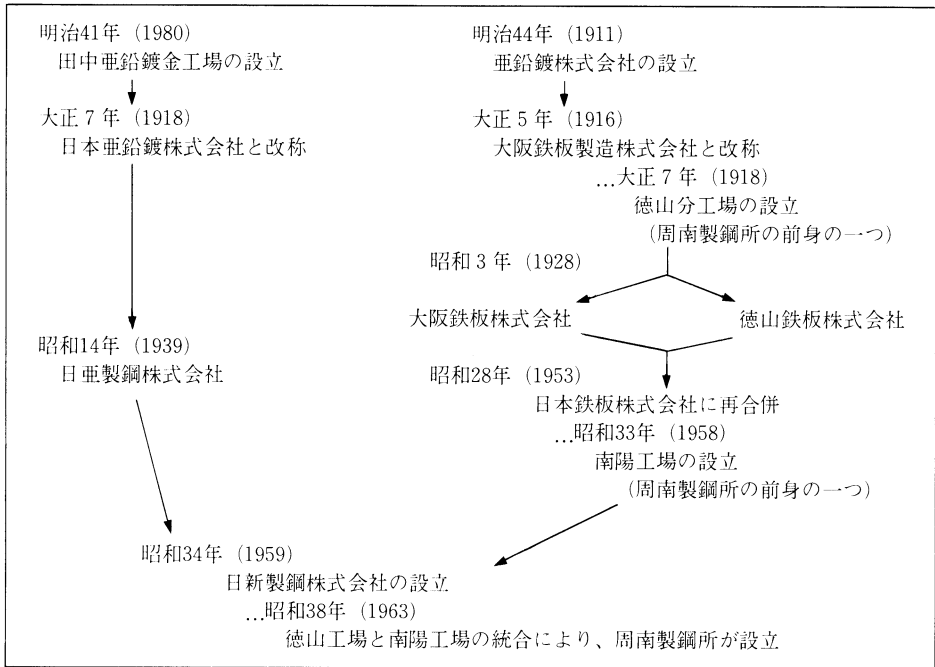 明治41年（1980）
田中亜鉛鍍金工場の設立
大正7年（1918）
日本亜鉛鍍株式会社と改称
昭和14年（1939）
日亜製鋼株式会社
明治44年（1911）
亜鉛鍍株式会社の設立
大正5年（1916）
大阪鉄板製造株式会社と改称
…大正7年（1918）
徳山分工場の設立
（周南製鋼所の前身の一つ）
昭和3年（1928）
大阪鉄板株式会社
徳山鉄板株式会社
昭和28年（1953）
日本鉄板株式会社に再合併
…昭和33年（1958）
南陽工場の設立
（周南製鋼所の前身の一つ）
昭和34年（1959）
日新製鋼株式会社の設立
…昭和38年（1963）
徳山工場と南陽工場の統合により、周南製鋼所が設立